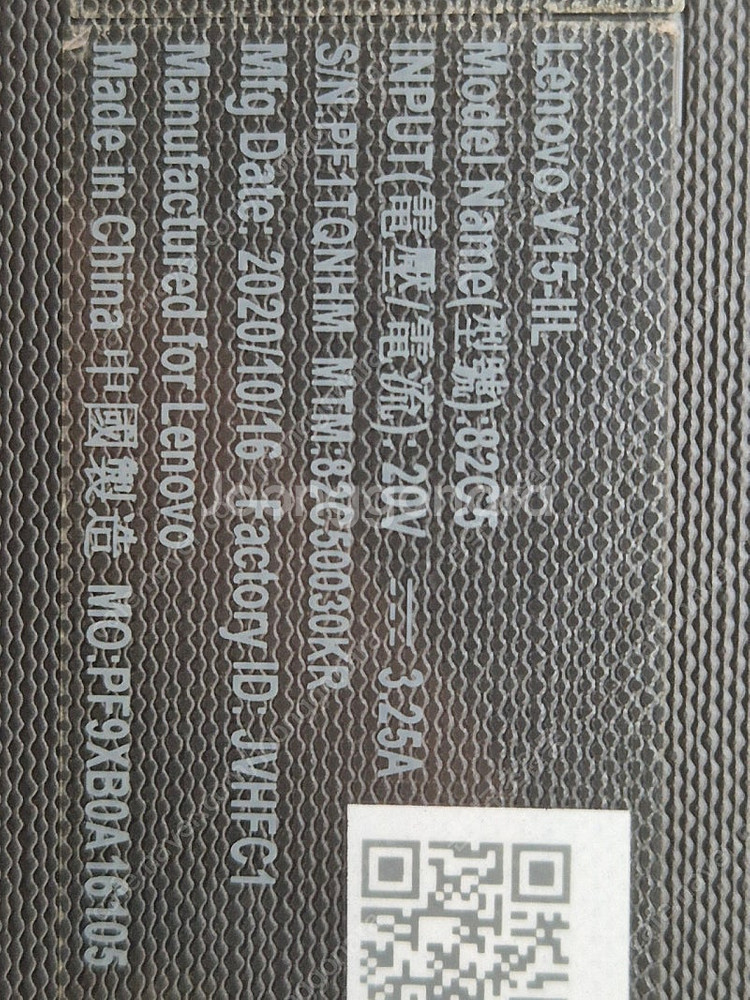 Lenovo V15-IIL
Model Name(型號):82C5
INPUT(電壓/電流): 20V ⎓ 3.25A
S/N:PF1TQNHM MTM:82C50030KR
Mfg Date: 2020/10/16 Factory ID: JVHFC1
Manufactured for Lenovo
Made in China 中國製造 MO:PF9XB0A16105
Joonggonara